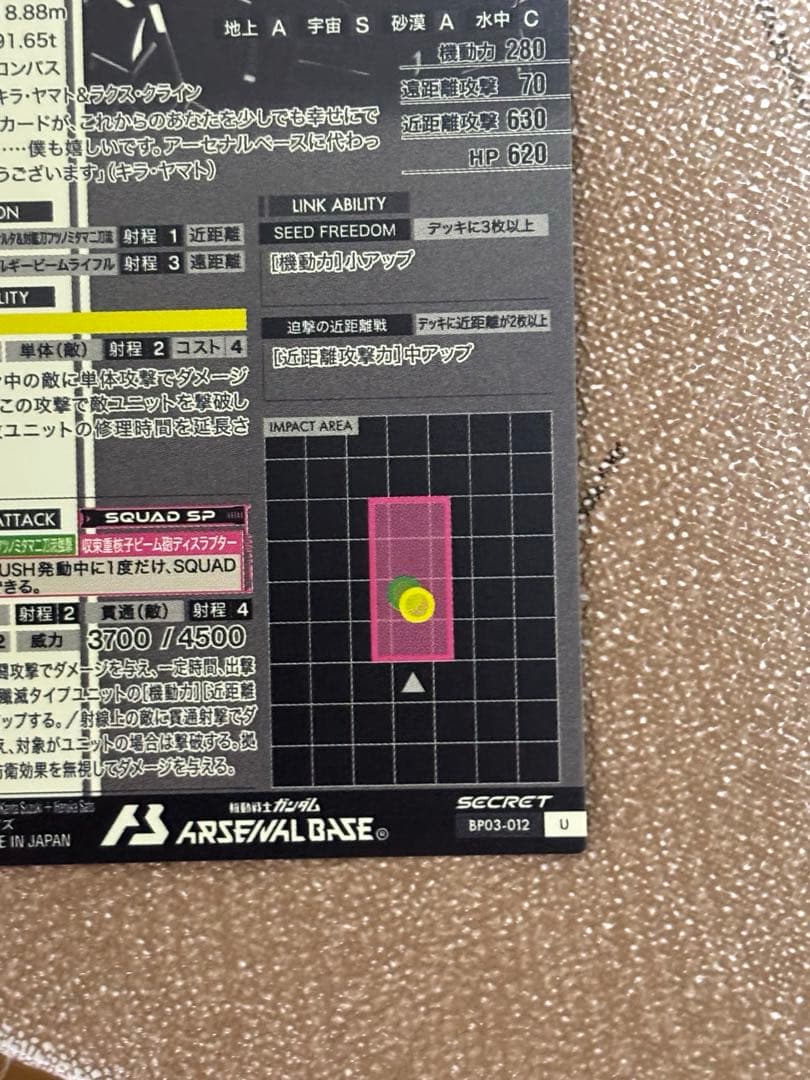 8.88m
91.65t
コンパス
キラ・ヤマト&ラクス・クライン
カードが、これからのあなたを少しでも幸せにで
……僕も嬉しいです。アーセナルベースに代わっ
うございます」(キラ・ヤマト)
地上 A 宇宙 S 砂漠 A 水中 C
機動力 280
遠距離攻撃 70
近距離攻撃 630
HP 620
ON
射程 1 近距離
ルギービームライフル 射程 3 遠距離
LITY
単体(敵) 射程 2 コスト 4
中の敵に単体攻撃でダメージ
この攻撃で敵ユニットを撃破し
ユニットの修理時間を延長さ
LINK ABILITY
SEED FREEDOM デッキに3枚以上
[機動力]小アップ
迫撃の近距離戦 デッキに近距離が2枚以上
[近距離攻撃力]中アップ
IMPACT AREA
ATTACK SQUAD SP
収束重核子ビーム砲ディスラプター
USH発動中に1度だけ、SQUAD
きる。
射程 2 貫通(敵) 射程 4
威力 3700 / 4500
攻撃でダメージを与え、一定時間、出撃
殲滅タイプユニットの[機動力][近距離
ップする。/射線上の敵に貫通射撃でダ
え、対象がユニットの場合は撃破する。拠
防衛効果を無視してダメージを与える。
E IN JAPAN
機動戦士ガンダム
ARSENAL BASE®
SECRET
BP03-012 U